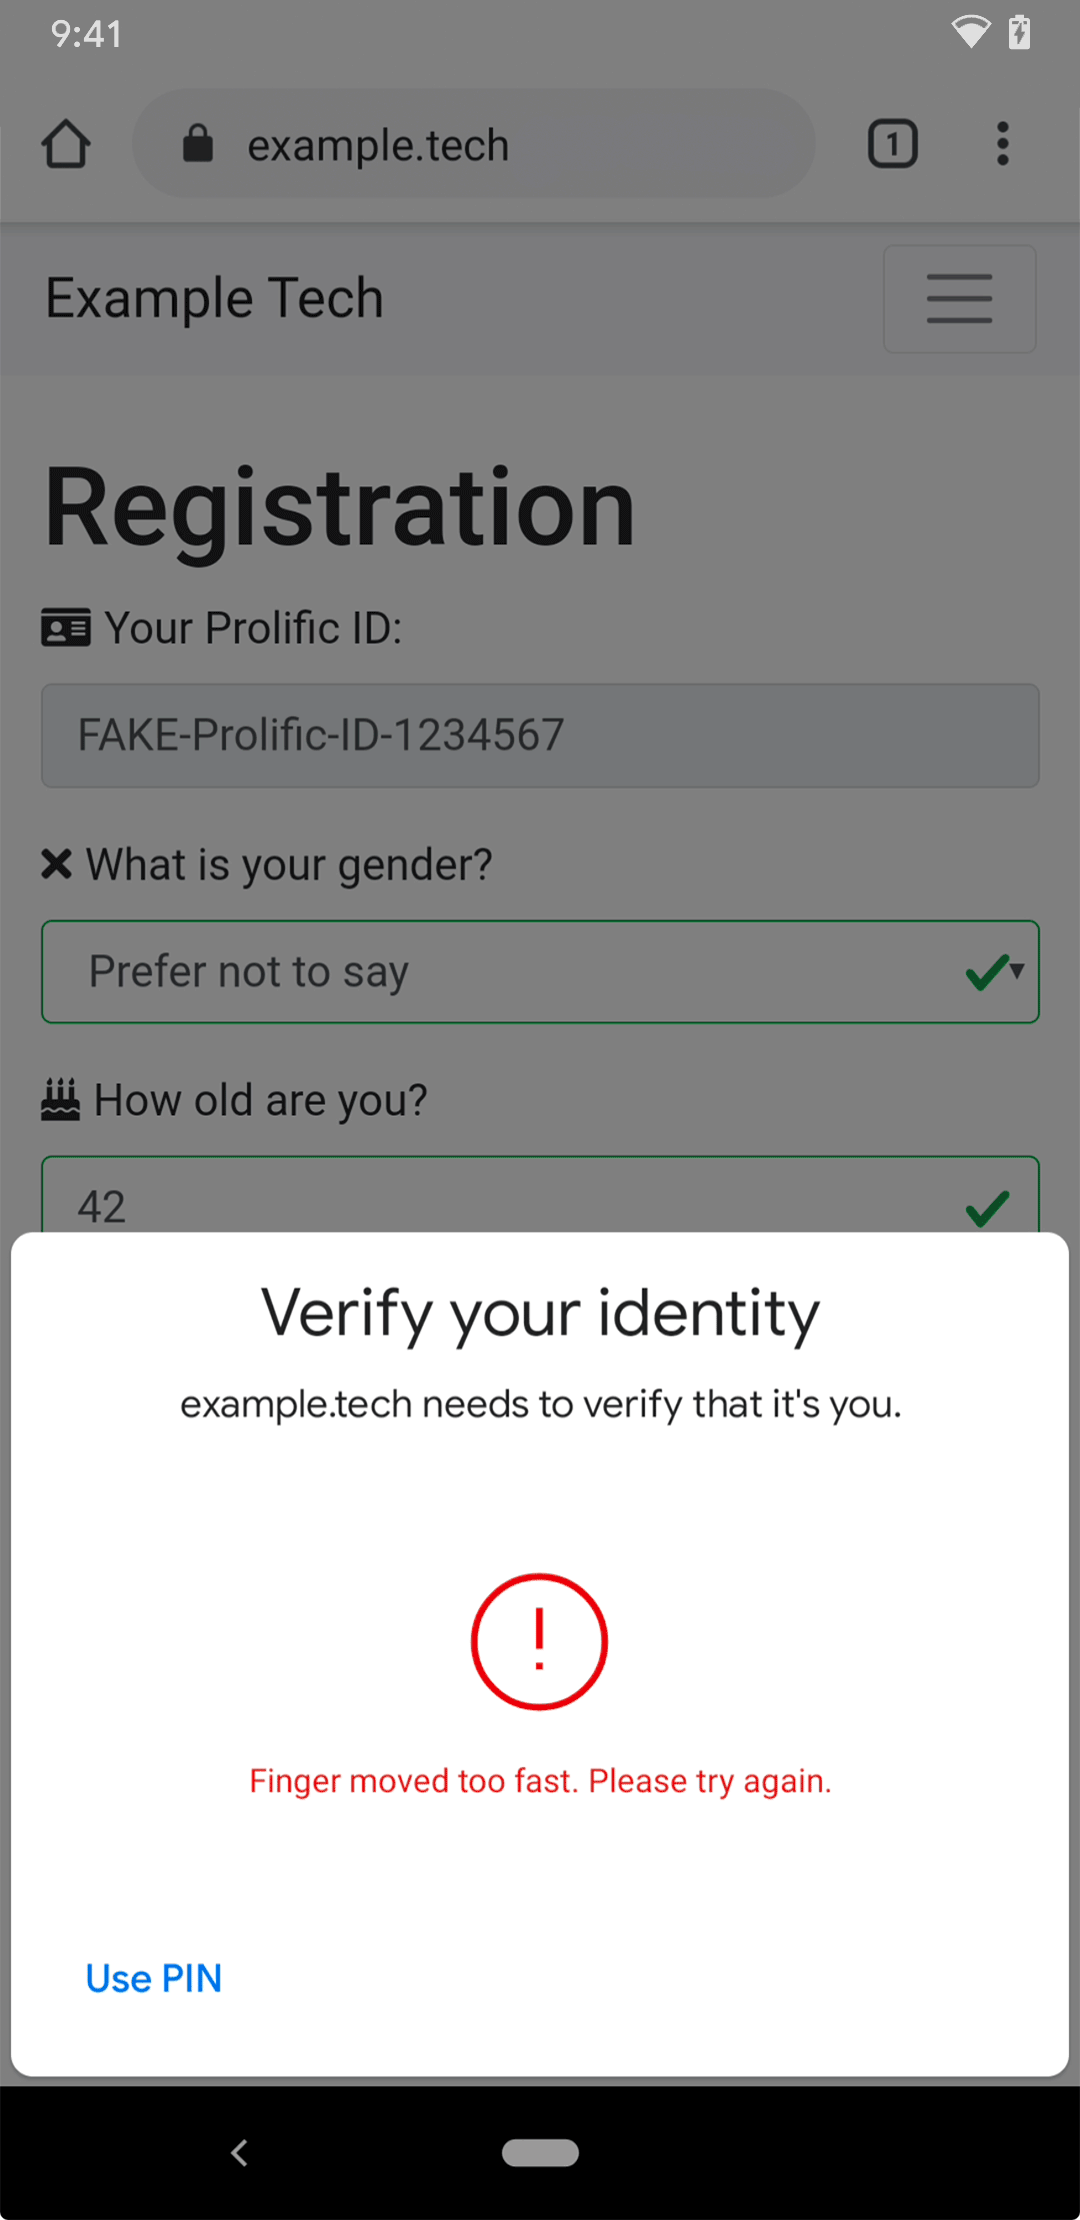 9:41
example.tech
1
Example Tech
Registration
Your Prolific ID:
FAKE-Prolific-ID-1234567
What is your gender?
Prefer not to say
How old are you?
42
Verify your identity
example.tech needs to verify that it's you.
!
Finger moved too fast. Please try again.
Use PIN